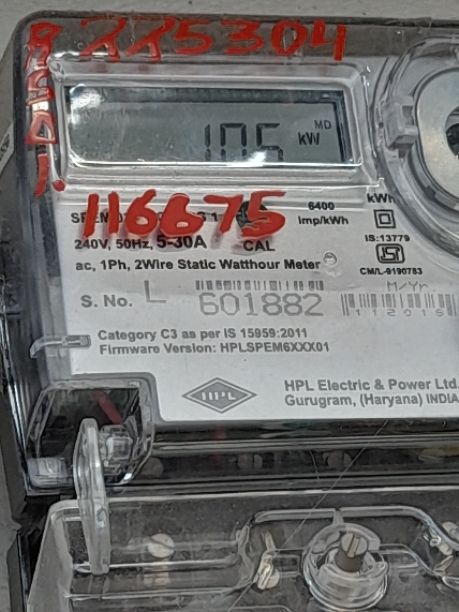 225304
MD
105 kW
116675
6400
imp/kWh
kWh
240V, 50Hz, 5-30A
CAL
IS:13779
ac, 1Ph, 2Wire Static Watthour Meter
CM/L-9190783
S. No. L 601882
M/Yr.
112019
Category C3 as per IS 15959:2011
Firmware Version: HPLSPEM6XXX01
HPL
HPL Electric & Power Ltd.
Gurugram, (Haryana) INDIA